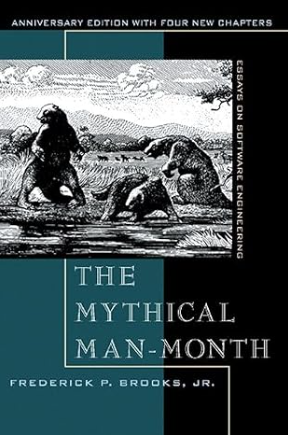 ANNIVERSARY EDITION WITH FOUR NEW CHAPTERS
ESSAYS ON SOFTWARE ENGINEERING
THE
MYTHICAL
MAN-MONTH
FREDERICK P. BROOKS, JR.